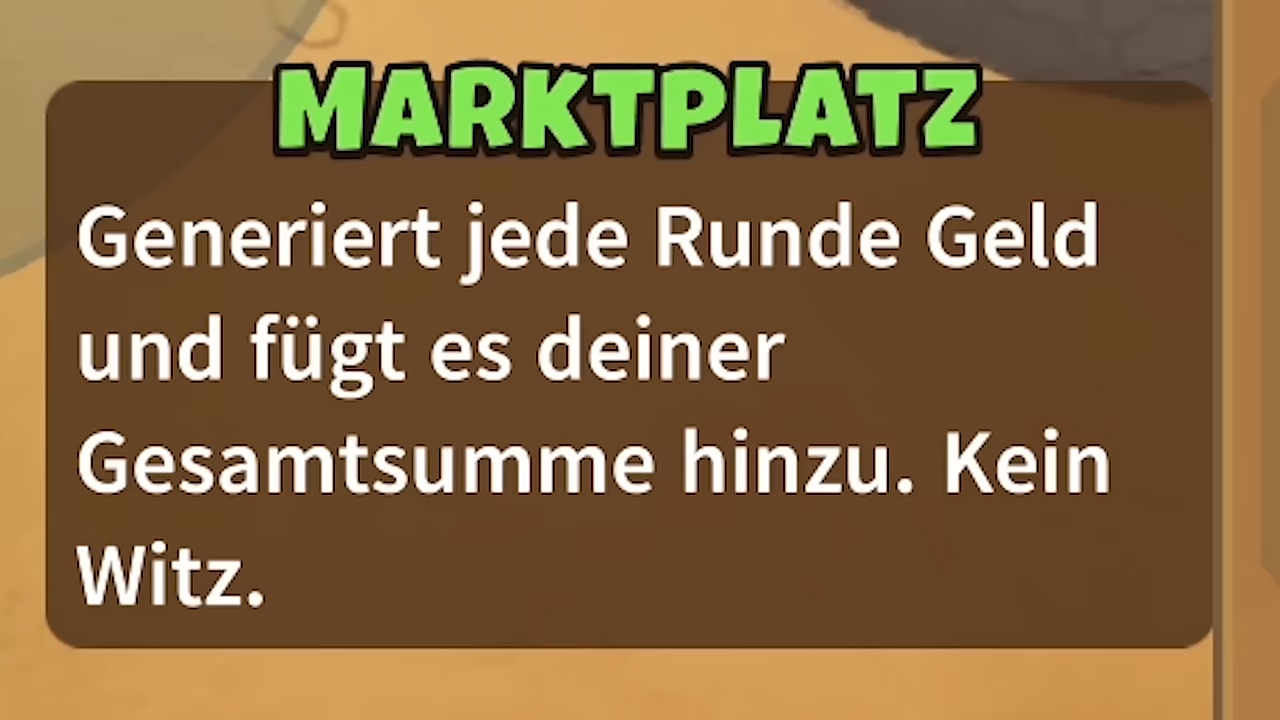 MARKTPLATZ
Generiert jede Runde Geld
und fügt es deiner
Gesamtsumme hinzu. Kein
Witz.